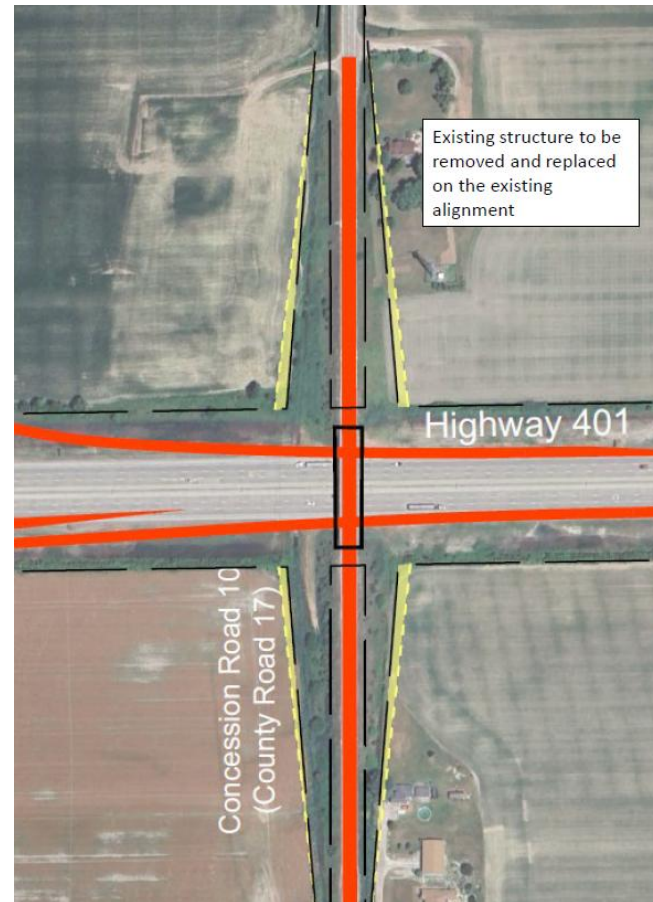 Existing structure to be
removed and replaced
on the existing
alignment
Highway 401
Concession Road 10
(County Road 17)